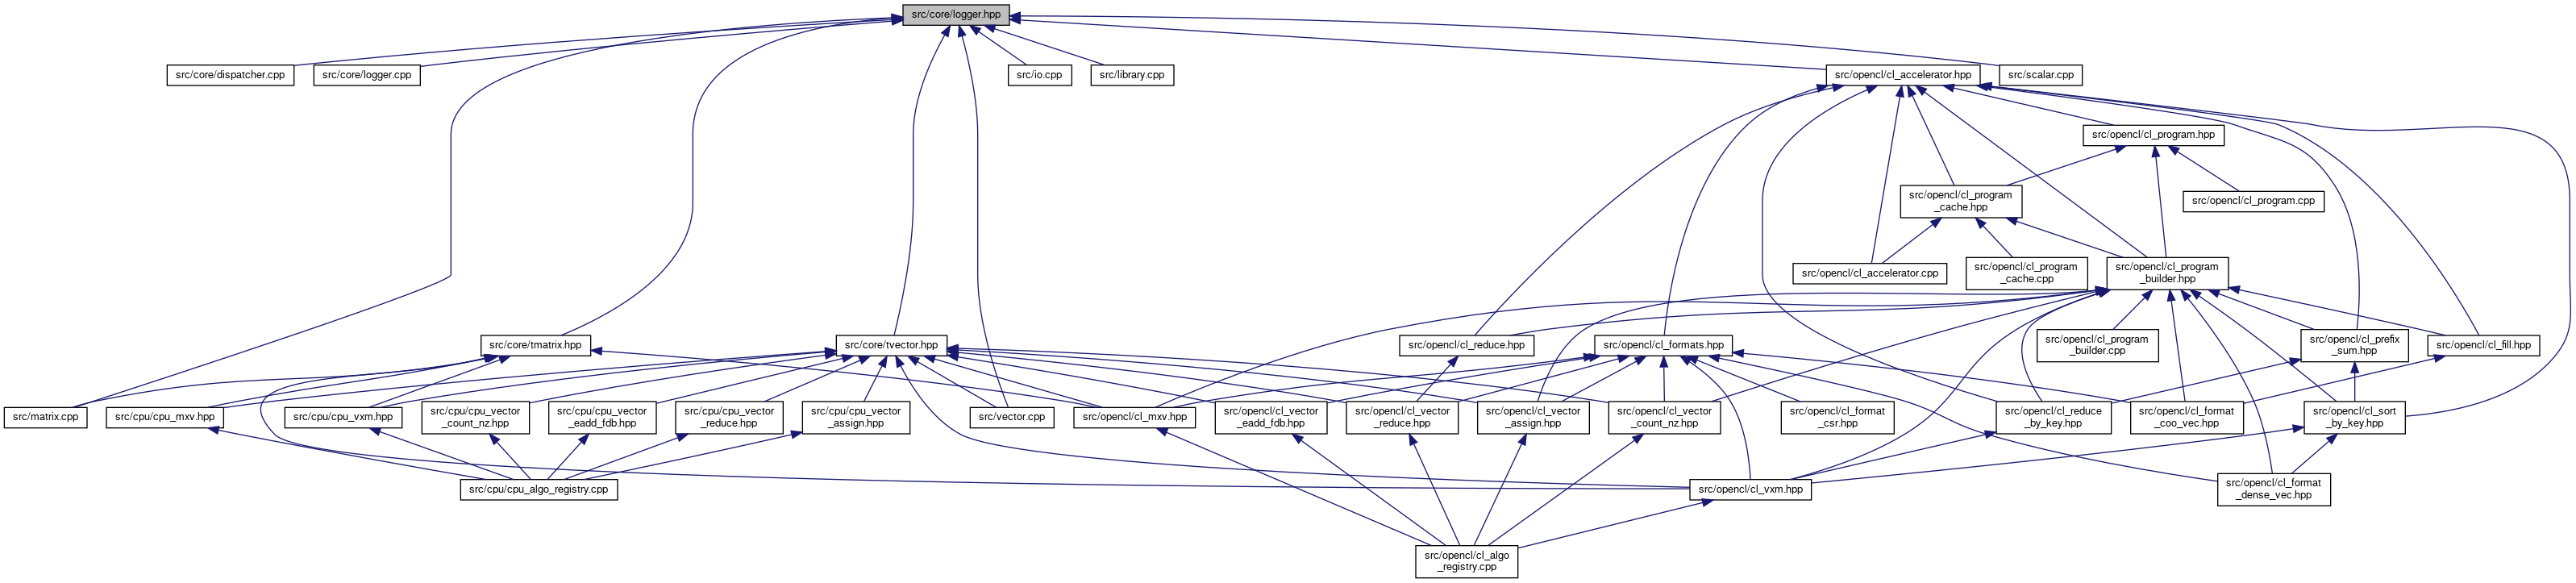 src/core/logger.hpp
src/core/dispatcher.cpp
src/core/logger.cpp
src/io.cpp
src/library.cpp
src/opencl/cl_accelerator.hpp
src/scalar.cpp
src/opencl/cl_program.hpp
src/opencl/cl_program
_cache.hpp
src/opencl/cl_program.cpp
src/opencl/cl_accelerator.cpp
src/opencl/cl_program
_cache.cpp
src/opencl/cl_program
_builder.hpp
src/core/tmatrix.hpp
src/core/tvector.hpp
src/opencl/cl_reduce.hpp
src/opencl/cl_formats.hpp
src/opencl/cl_program
_builder.cpp
src/opencl/cl_prefix
_sum.hpp
src/opencl/cl_fill.hpp
src/matrix.cpp
src/cpu/cpu_mxv.hpp
src/cpu/cpu_vxm.hpp
src/cpu/cpu_vector
_count_nz.hpp
src/cpu/cpu_vector
_eadd_fdb.hpp
src/cpu/cpu_vector
_reduce.hpp
src/cpu/cpu_vector
_assign.hpp
src/vector.cpp
src/opencl/cl_mxv.hpp
src/opencl/cl_vector
_eadd_fdb.hpp
src/opencl/cl_vector
_reduce.hpp
src/opencl/cl_vector
_assign.hpp
src/opencl/cl_vector
_count_nz.hpp
src/opencl/cl_format
_csr.hpp
src/opencl/cl_reduce
_by_key.hpp
src/opencl/cl_format
_coo_vec.hpp
src/opencl/cl_sort
_by_key.hpp
src/cpu/cpu_algo_registry.cpp
src/opencl/cl_vxm.hpp
src/opencl/cl_format
_dense_vec.hpp
src/opencl/cl_algo
_registry.cpp